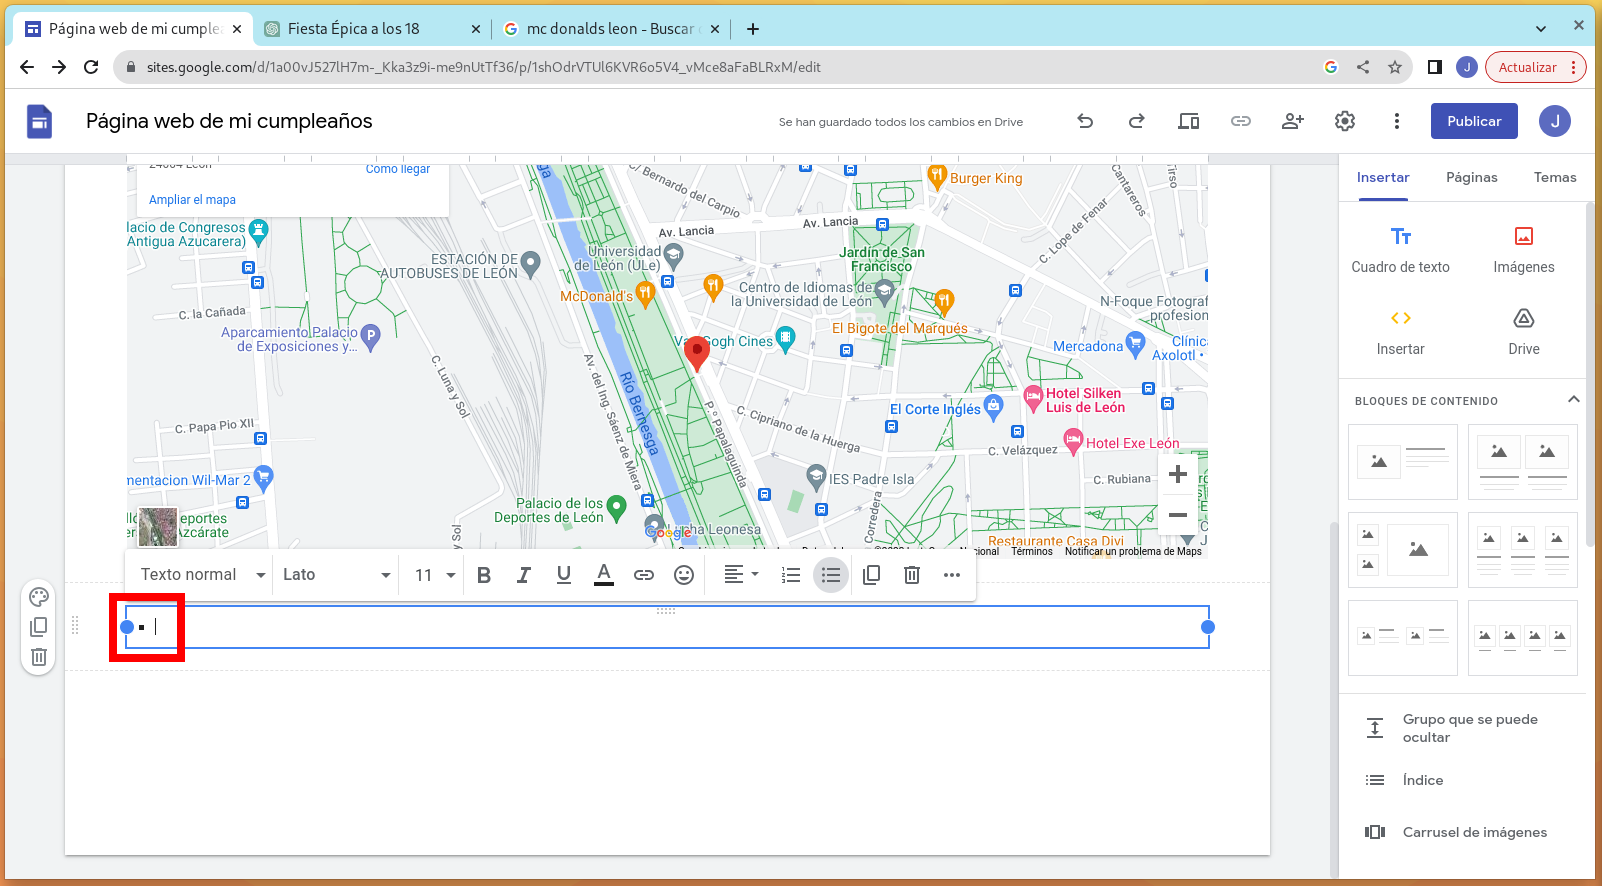 Página web de mi cumplea
Fiesta Épica a los 18
mc donalds leon - Buscar
sites.google.com/d/1a00vJ527lH7m-_Kka3z9i-me9nUtTf36/p/1shOdrVTUl6KVR6o5V4_vMce8aFaBLRxM/edit
J
Actualizar
Página web de mi cumpleaños
Se han guardado todos los cambios en Drive
Publicar
J
Insertar
Páginas
Temas
Cómo llegar
Ampliar el mapa
lacio de Congresos
Antigua Azucarera)
ESTACIÓN DE
AUTOBUSES DE LEÓN
C. la Cañada
Aparcamiento Palacio
de Exposiciones y...
C. Luna y Sol
C. Papa Pio XII
mentacion Wil-Mar 2
eportes
Azcárate
C/ Bernardo del Carpio
Av. Lancia
Av. Lancia
Burger King
Cantareros
Tirso
C. Lope de Fenar
Universidad
de León (ULe)
Jardín de San
Francisco
McDonald's
Centro de Idiomas de
la Universidad de León
N-Foque Fotograf
profesion
El Bigote del Marqués
Van Gogh Cines
Mercadona
Clínica
Axolotl •
Av. del Ing. Sáenz de Miera
Río Bernesga
P.º Papalaguinda
C. Cipriano de la Huerga
El Corte Inglés
Hotel Silken
Luis de León
Hotel Exe León
C. Velázquez
IES Padre Isla
C. Rubiana
Corredera
Palacio de los
Deportes de León
Lucha Leonesa
Google
Restaurante Casa Divi
Términos
Notificar un problema de Maps
Texto normal
Lato
11
B I U A
Cuadro de texto
Imágenes
Insertar
Drive
BLOQUES DE CONTENIDO
Grupo que se puede
ocultar
Índice
Carrusel de imágenes